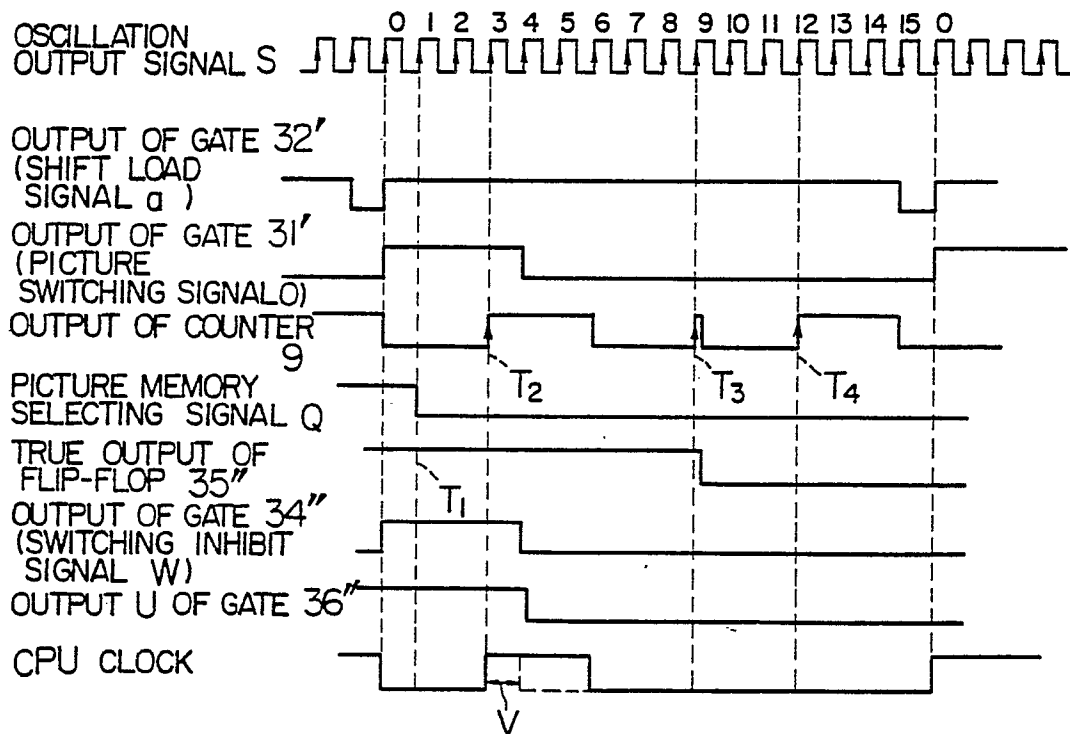 0 1 2 3 4 5 6 7 8 9 10 11 12 13 14 15 0
OSCILLATION
OUTPUT SIGNAL S
OUTPUT OF GATE 32′
(SHIFT LOAD
SIGNAL a )
OUTPUT OF GATE 31′
(PICTURE
SWITCHING SIGNALO)
OUTPUT OF COUNTER
9
T2 T3 T4
PICTURE MEMORY
SELECTING SIGNAL Q
TRUE OUTPUT OF
FLIP-FLOP 35″
T1
OUTPUT OF GATE 34″
(SWITCHING INHIBIT
SIGNAL W)
OUTPUT U OF GATE 36″
CPU CLOCK
V